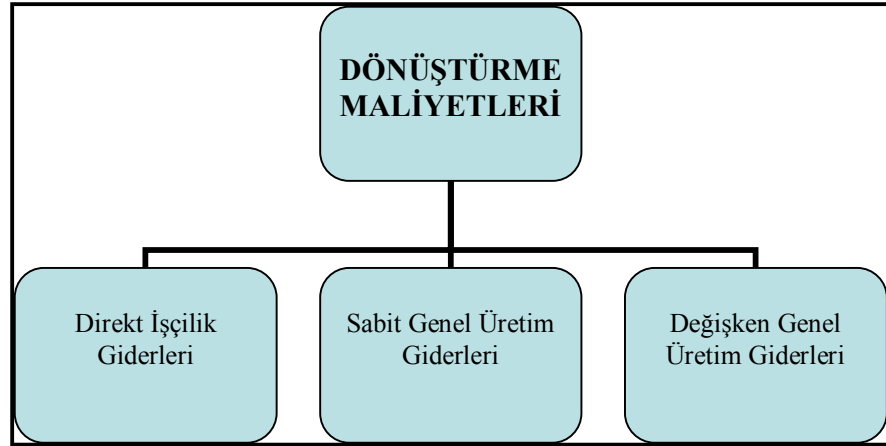 DÖNÜŞTÜRME
MALİYETLERİ
Direkt İşçilik
Giderleri
Sabit Genel Üretim
Giderleri
Değişken Genel
Üretim Giderleri